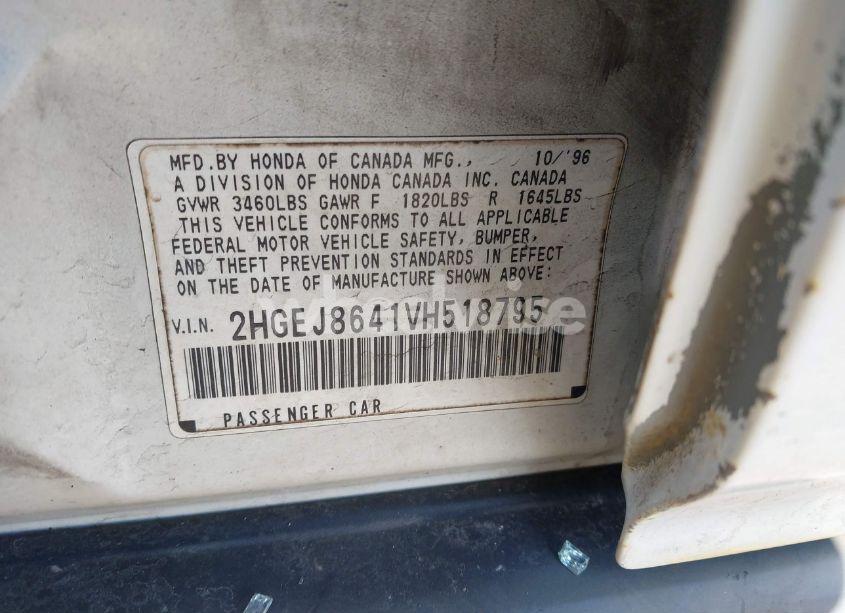 MFD.BY HONDA OF CANADA MFG., 10/'96
A DIVISION OF HONDA CANADA INC. CANADA
GVWR 3460LBS GAWR F 1820LBS R 1645LBS
THIS VEHICLE CONFORMS TO ALL APPLICABLE
FEDERAL MOTOR VEHICLE SAFETY, BUMPER,
AND THEFT PREVENTION STANDARDS IN EFFECT
ON THE DATE OF MANUFACTURE SHOWN ABOVE:
V.I.N. 2HGEJ8641VH518795
PASSENGER CAR